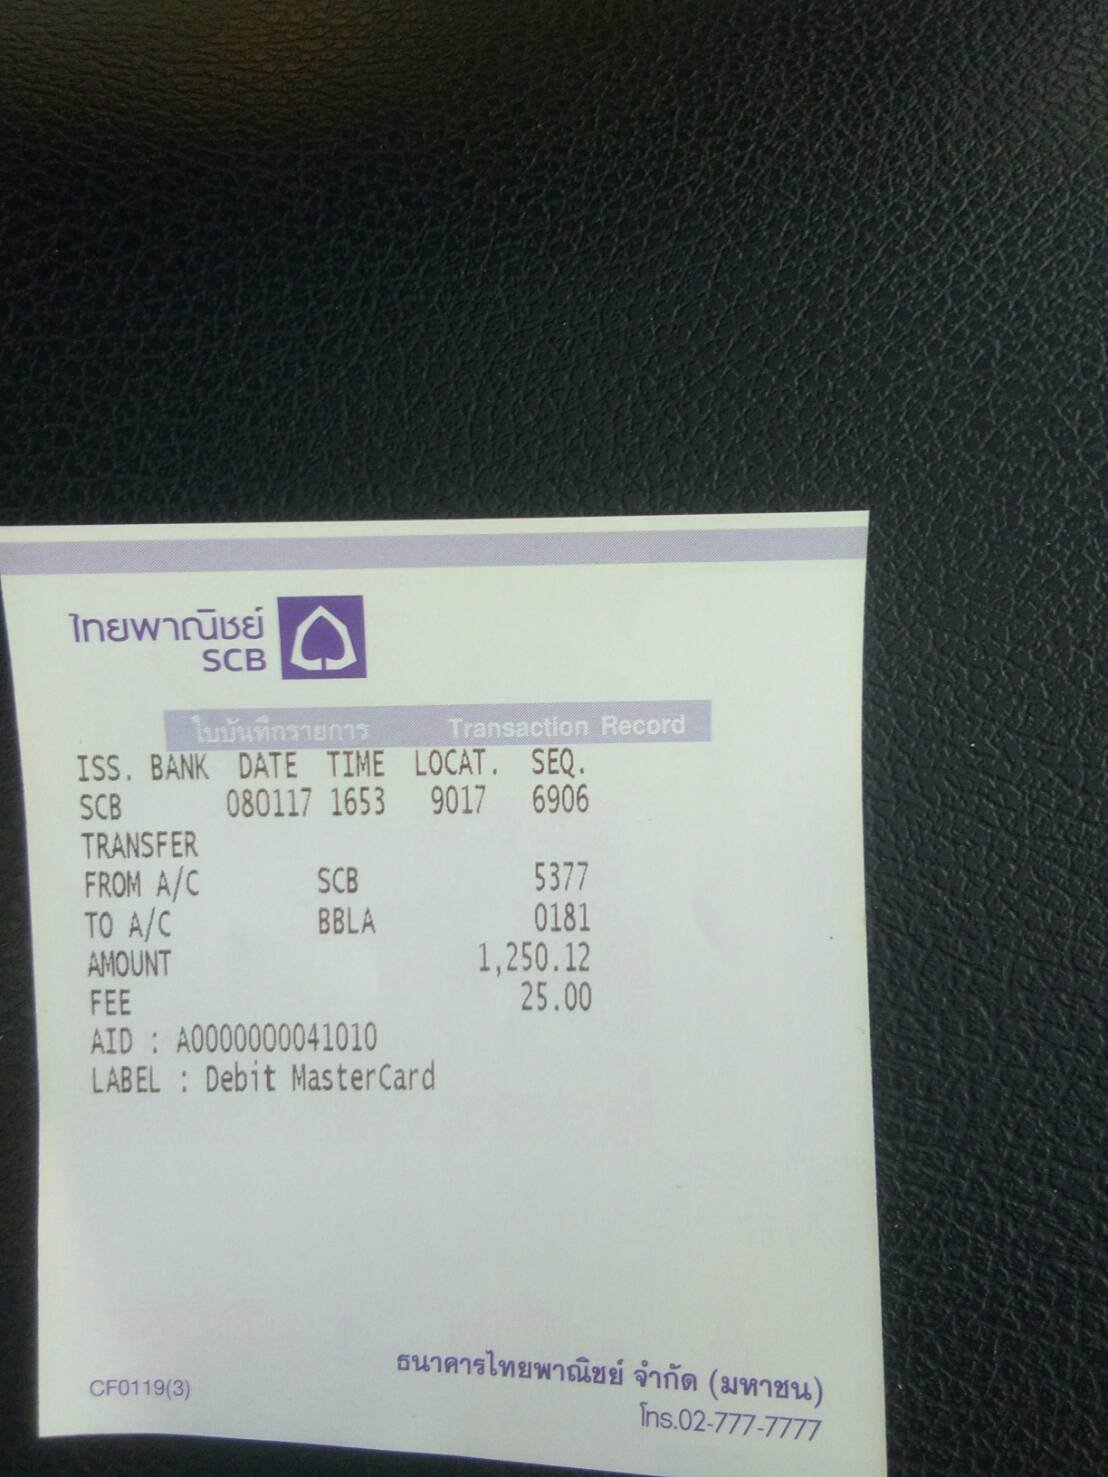 ไทยพาณิชย์
SCB
ใบบันทึกรายการ Transaction Record
ISS. BANK DATE TIME LOCAT. SEQ.
SCB 080117 1653 9017 6906
TRANSFER
FROM A/C SCB 5377
TO A/C BBLA 0181
AMOUNT 1,250.12
FEE 25.00
AID : A0000000041010
LABEL : Debit MasterCard
ธนาคารไทยพาณิชย์ จำกัด (มหาชน)
CF0119(3)
โทร.02-777-7777